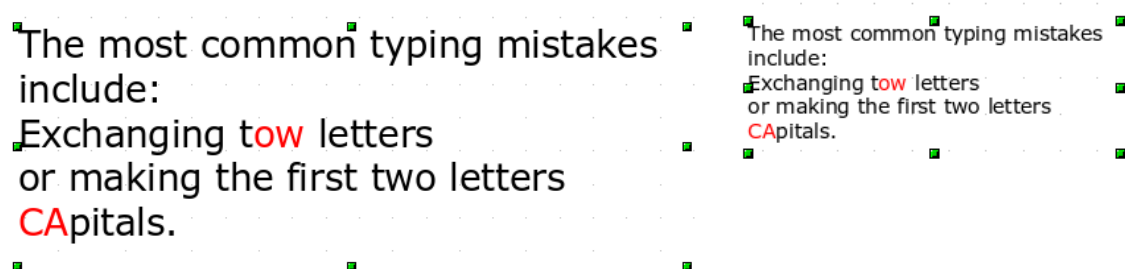 The most common typing mistakes
include:
Exchanging tow letters
or making the first two letters
CApitals.
The most common typing mistakes
include:
Exchanging tow letters
or making the first two letters
CApitals.